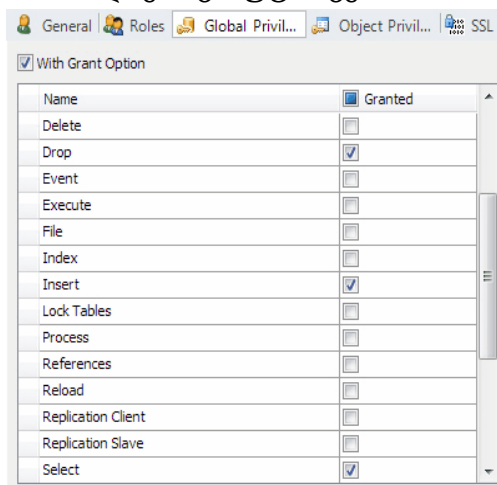 General Roles Global Privil... Object Privil... SSL
With Grant Option
Name Granted
Delete
Drop
Event
Execute
File
Index
Insert
Lock Tables
Process
References
Reload
Replication Client
Replication Slave
Select